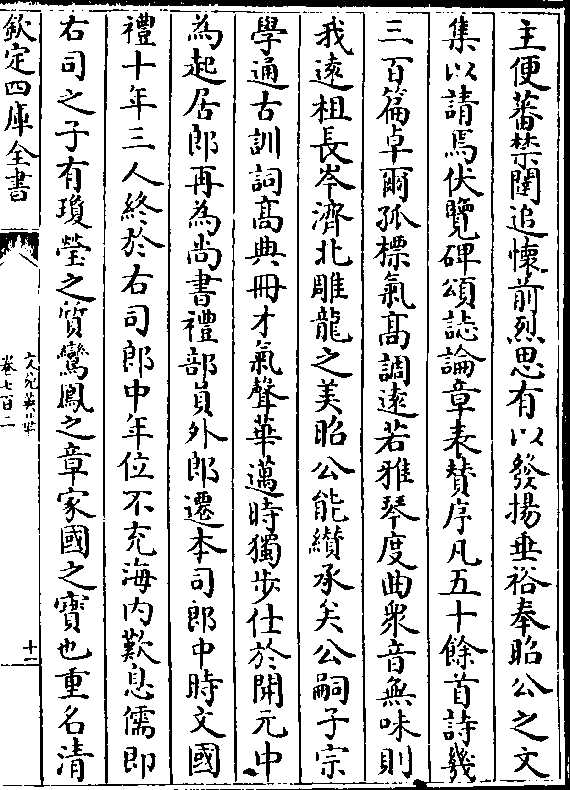 主便蕃禁闈追懷前烈思有以發揚垂裕奉昭公之文
集以請焉伏覽碑頌誌論章表贊序凡五十餘首詩幾
三百篇卓爾孤標氣髙調逺若雅琴度曲衆音無味則
我逺祖長岑濟北雕龍之美昭公能纉承矣公嗣子宗
學通古訓詞髙典冊才氣聲華邁時獨步仕於開元中
為起居郎再為尚書禮部員外郎遷本司郎中時文國
禮十年三人終於右司郎中年位不充海内歎息儒即
右司之子有瓊瑩之質鸞鳳之章家國之寳也重名清
欽定四庫全書
文苑英華
卷七百二
十二